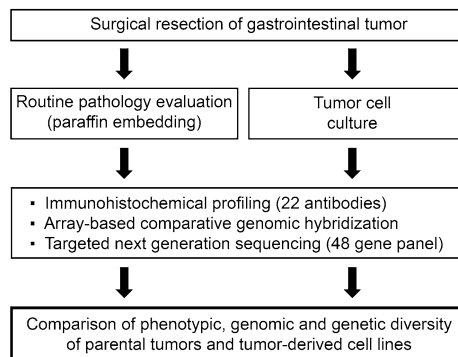 Surgical resection of gastrointestinal tumor
Routine pathology evaluation
(paraffin embedding)
Tumor cell
culture
▪ Immunohistochemical profiling (22 antibodies)
▪ Array-based comparative genomic hybridization
▪ Targeted next generation sequencing (48 gene panel)
Comparison of phenotypic, genomic and genetic diversity
of parental tumors and tumor-derived cell lines